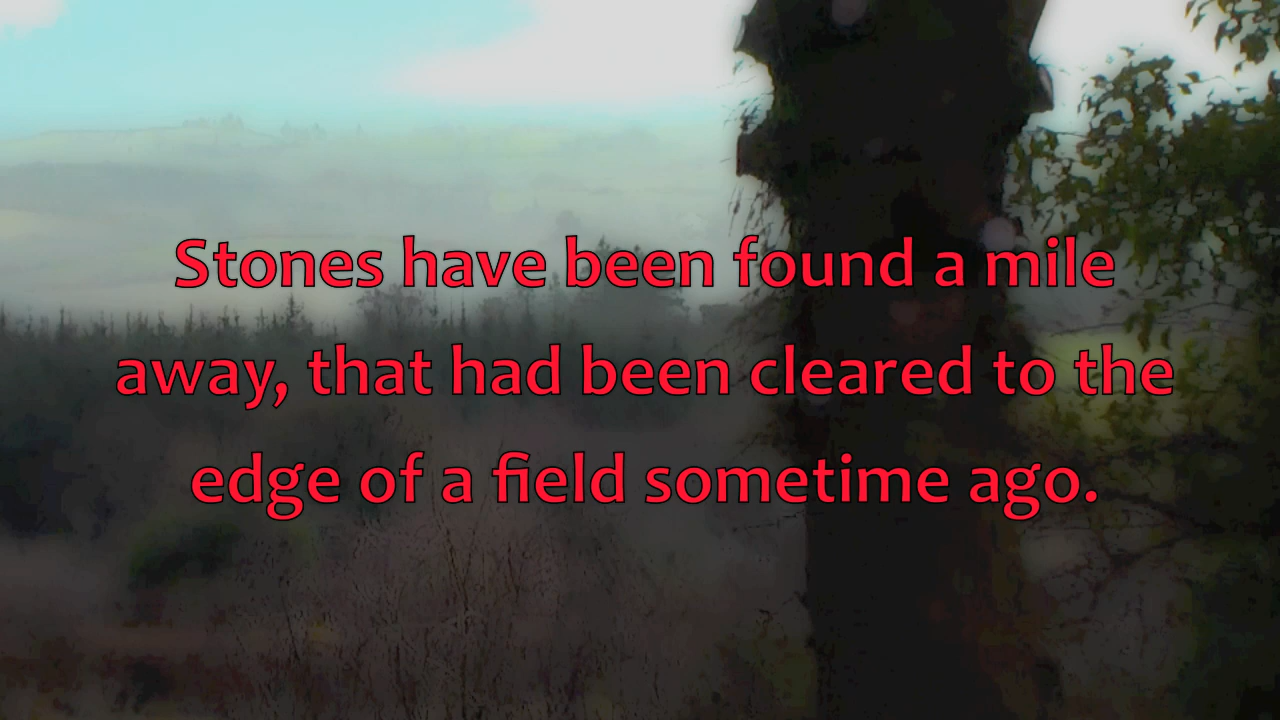 Stones have been found a mile
away, that had been cleared to the
edge of a field sometime ago.